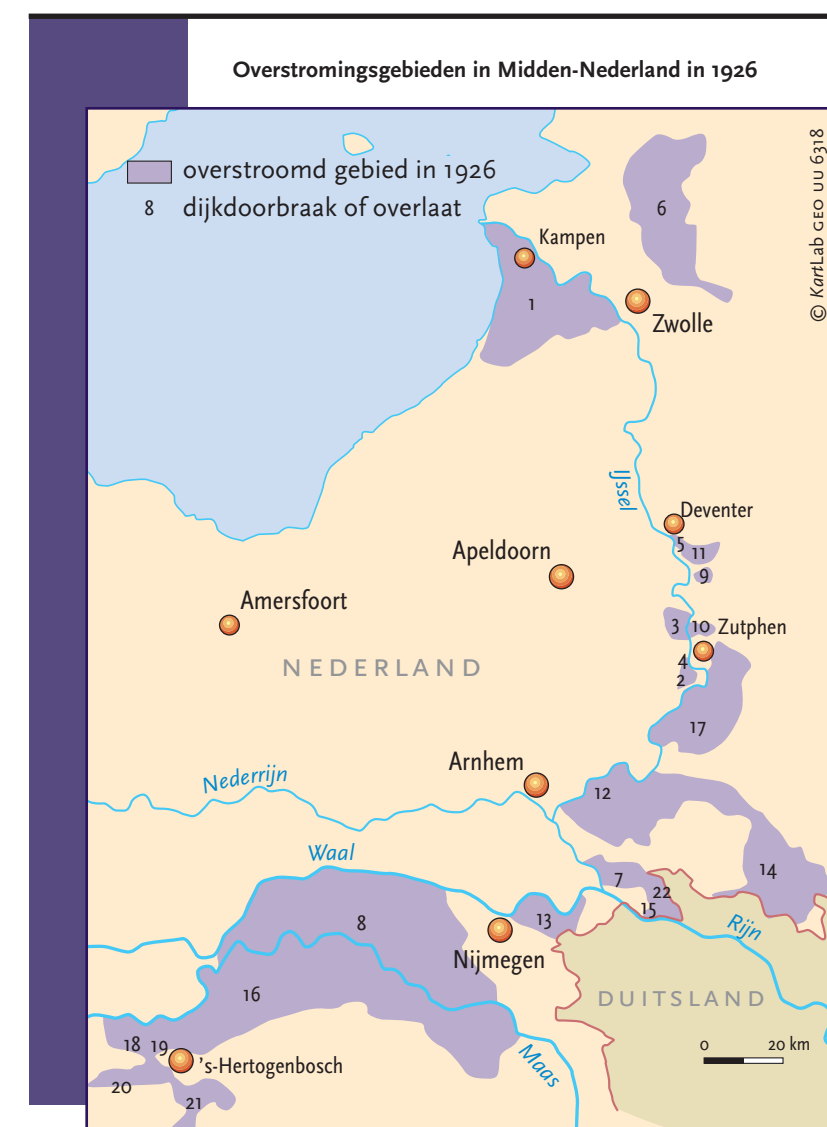 Overstromingsgebieden in Midden-Nederland in 1926
overstroomd gebied in 1926
8 dijkdoorbraak of overlaat
© KartLab GEO UU 6318
6
Kampen
1
Zwolle
IJssel
Deventer
5
11
Apeldoorn
9
Amersfoort
3
10
Zutphen
4
2
NEDERLAND
17
Arnhem
Nederrijn
12
Waal
14
7
22
15
13
8
Rijn
Nijmegen
16
DUITSLAND
18
19
's-Hertogenbosch
Maas
0 20 km
20
21